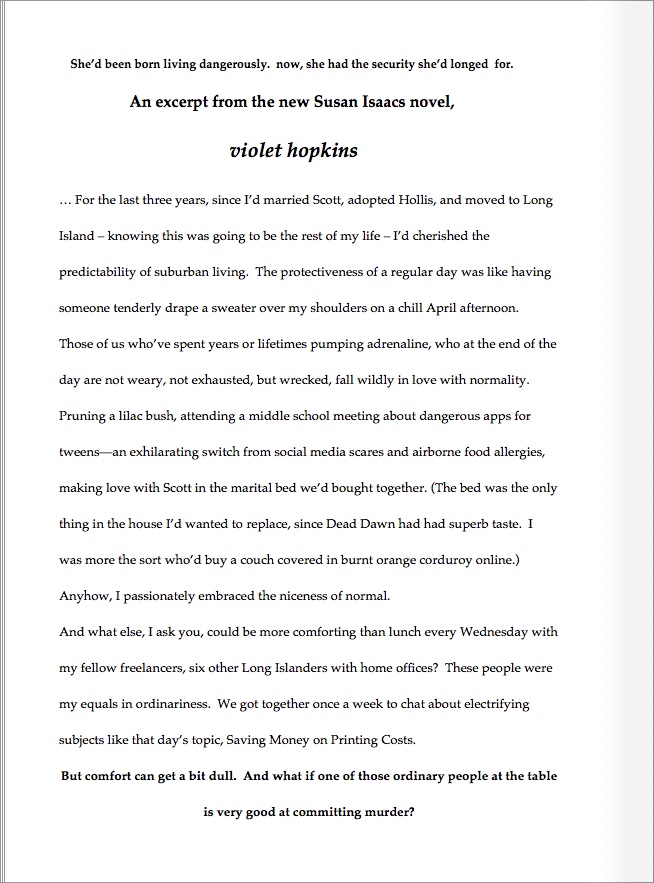 She’d been born living dangerously.  now, she had the security she’d longed  for.
An excerpt from the new Susan Isaacs novel,
violet hopkins
… For the last three years, since I’d married Scott, adopted Hollis, and moved to Long
Island – knowing this was going to be the rest of my life – I’d cherished the
predictability of suburban living.  The protectiveness of a regular day was like having
someone tenderly drape a sweater over my shoulders on a chill April afternoon.
Those of us who’ve spent years or lifetimes pumping adrenaline, who at the end of the
day are not weary, not exhausted, but wrecked, fall wildly in love with normality.
Pruning a lilac bush, attending a middle school meeting about dangerous apps for
tweens—an exhilarating switch from social media scares and airborne food allergies,
making love with Scott in the marital bed we’d bought together. (The bed was the only
thing in the house I’d wanted to replace, since Dead Dawn had had superb taste.  I
was more the sort who’d buy a couch covered in burnt orange corduroy online.)
Anyhow, I passionately embraced the niceness of normal.
And what else, I ask you, could be more comforting than lunch every Wednesday with
my fellow freelancers, six other Long Islanders with home offices?  These people were
my equals in ordinariness.  We got together once a week to chat about electrifying
subjects like that day’s topic, Saving Money on Printing Costs.
But comfort can get a bit dull.  And what if one of those ordinary people at the table
is very good at committing murder?